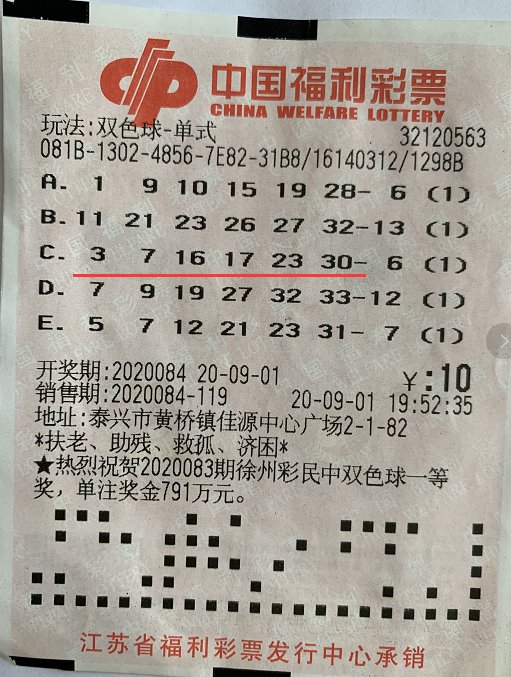 中国福利彩票
CHINA WELFARE LOTTERY
玩法:双色球-单式 32120563
081B-1302-4856-7E82-31B8/16140312/1298B
A. 1 9 10 15 19 28- 6 (1)
B. 11 21 23 26 27 32-13 (1)
C. 3 7 16 17 23 30- 6 (1)
D. 7 9 19 27 32 33-12 (1)
E. 5 7 12 21 23 31- 7 (1)
开奖期:2020084 20-09-01 ¥:10
销售期:2020084-119 20-09-01 19:52:35
地址:泰兴市黄桥镇佳源中心广场2-1-82
*扶老、助残、救孤、济困*
★热烈祝贺2020083期徐州彩民中双色球一等
奖，单注奖金791万元。
江苏省福利彩票发行中心承销